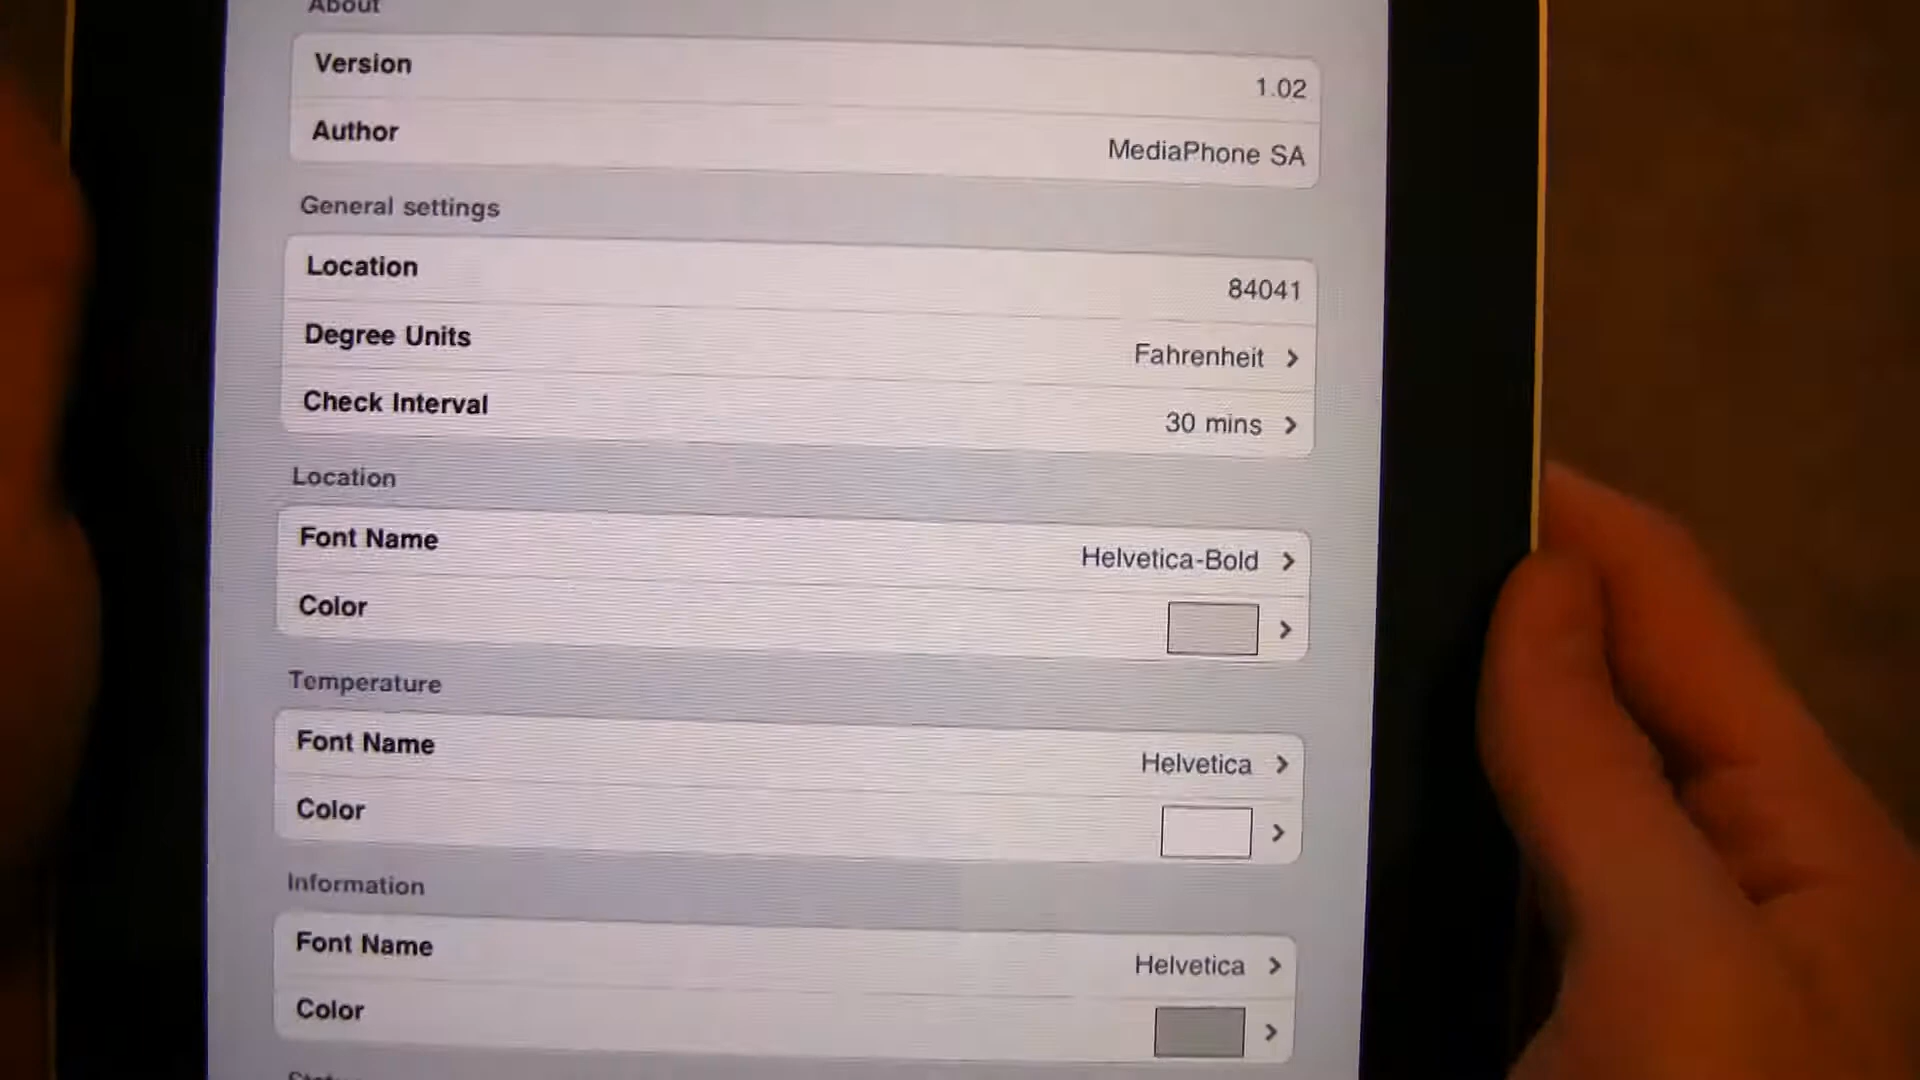 About
Version 1.02
Author MediaPhone SA
General settings
Location 84041
Degree Units Fahrenheit
Check Interval 30 mins
Location
Font Name Helvetica-Bold
Color
Temperature
Font Name Helvetica
Color
Information
Font Name Helvetica
Color